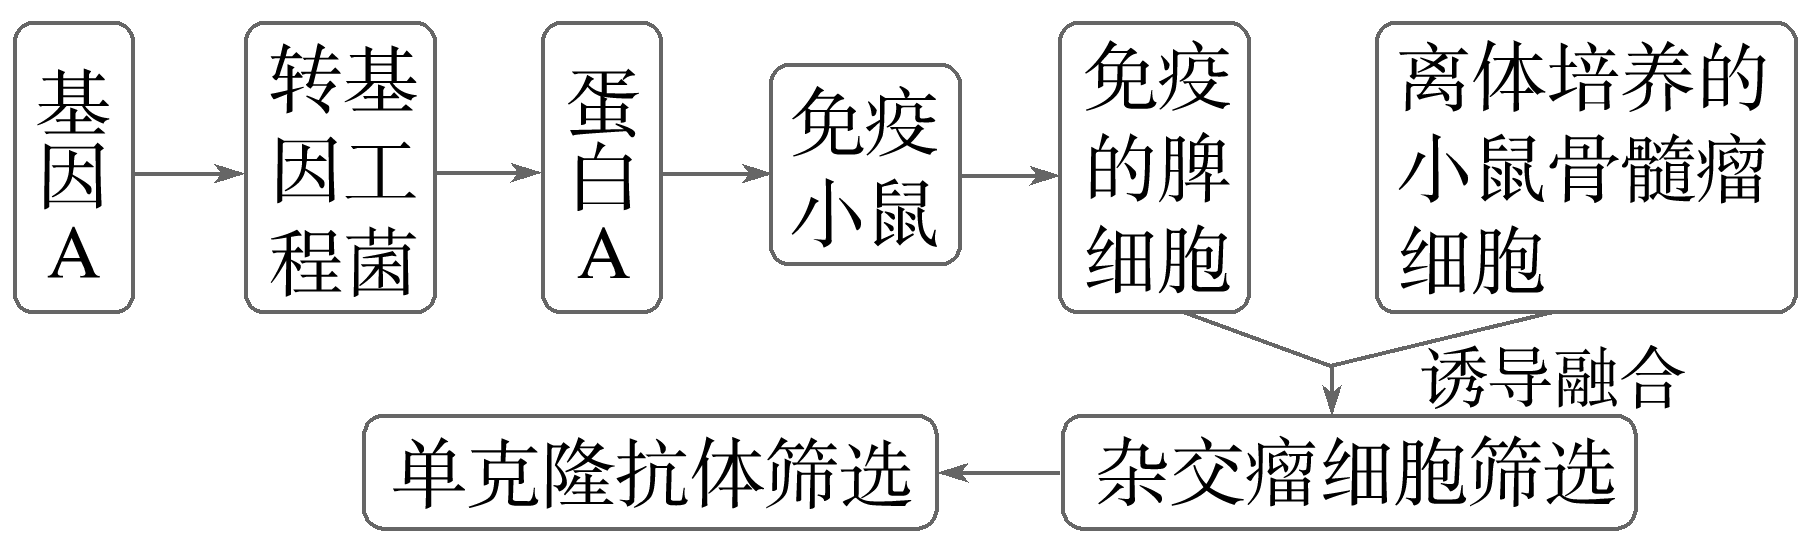 基
因
A
转基
因工
程菌
蛋
白
A
免疫
小鼠
免疫
的脾
细胞
离体培养的
小鼠骨髓瘤
细胞
诱导融合
杂交瘤细胞筛选
单克隆抗体筛选